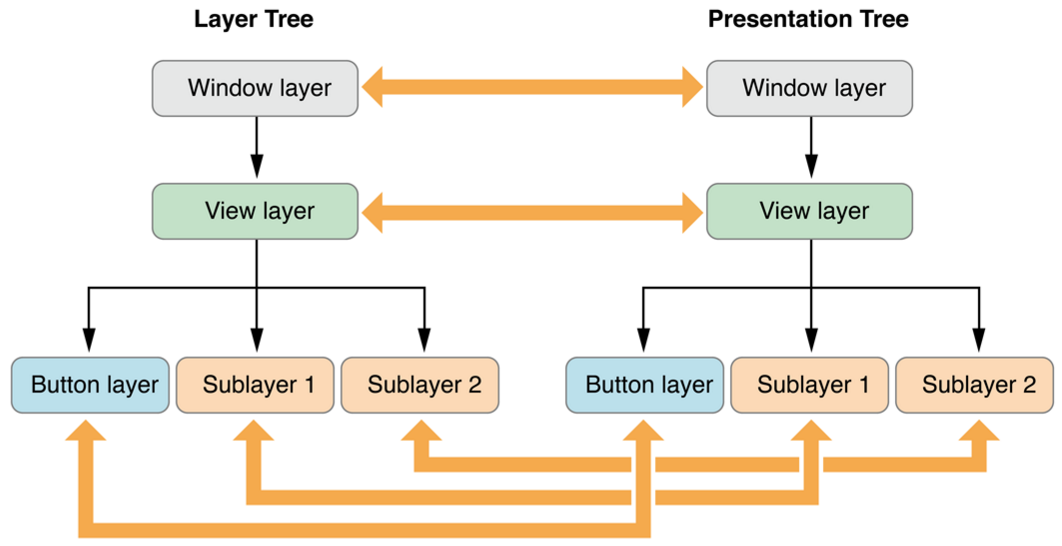 Layer Tree
Presentation Tree
Window layer
Window layer
View layer
View layer
Button layer
Sublayer 1
Sublayer 2
Button layer
Sublayer 1
Sublayer 2